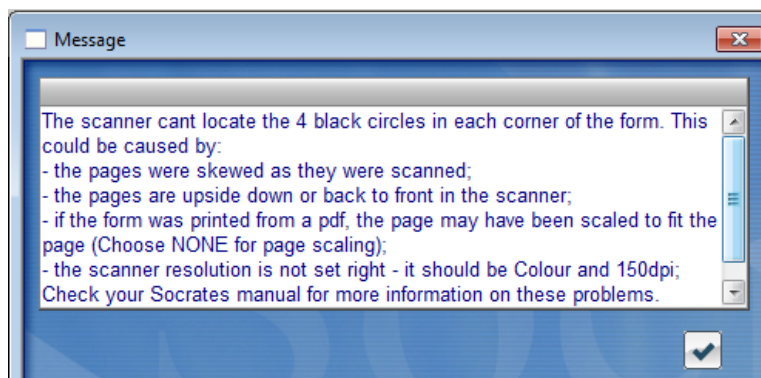 Message
The scanner cant locate the 4 black circles in each corner of the form. This
could be caused by:
- the pages were skewed as they were scanned;
- the pages are upside down or back to front in the scanner;
- if the form was printed from a pdf, the page may have been scaled to fit the
page (Choose NONE for page scaling);
- the scanner resolution is not set right - it should be Colour and 150dpi;
Check your Socrates manual for more information on these problems.